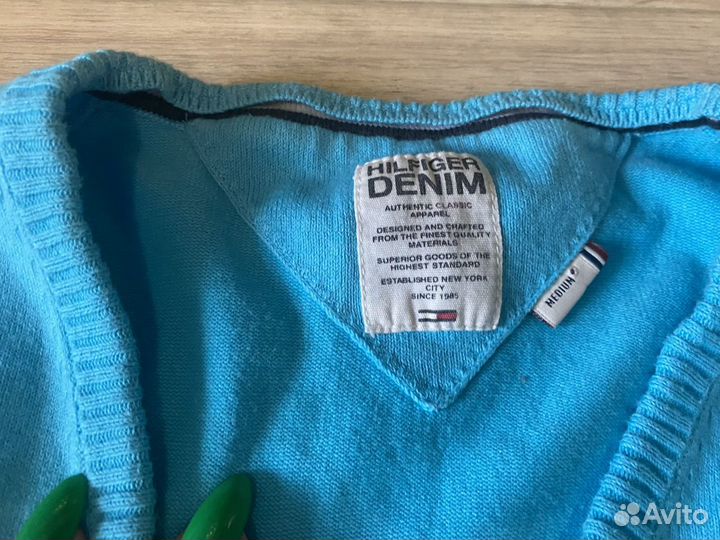 HILFIGER
DENIM
AUTHENTIC CLASSIC
APPAREL
DESIGNED AND CRAFTED
FROM THE FINEST QUALITY
MATERIALS
SUPERIOR GOODS OF THE
HIGHEST STANDARD
ESTABLISHED NEW YORK
CITY
SINCE 1985
MEDIUM
Avito